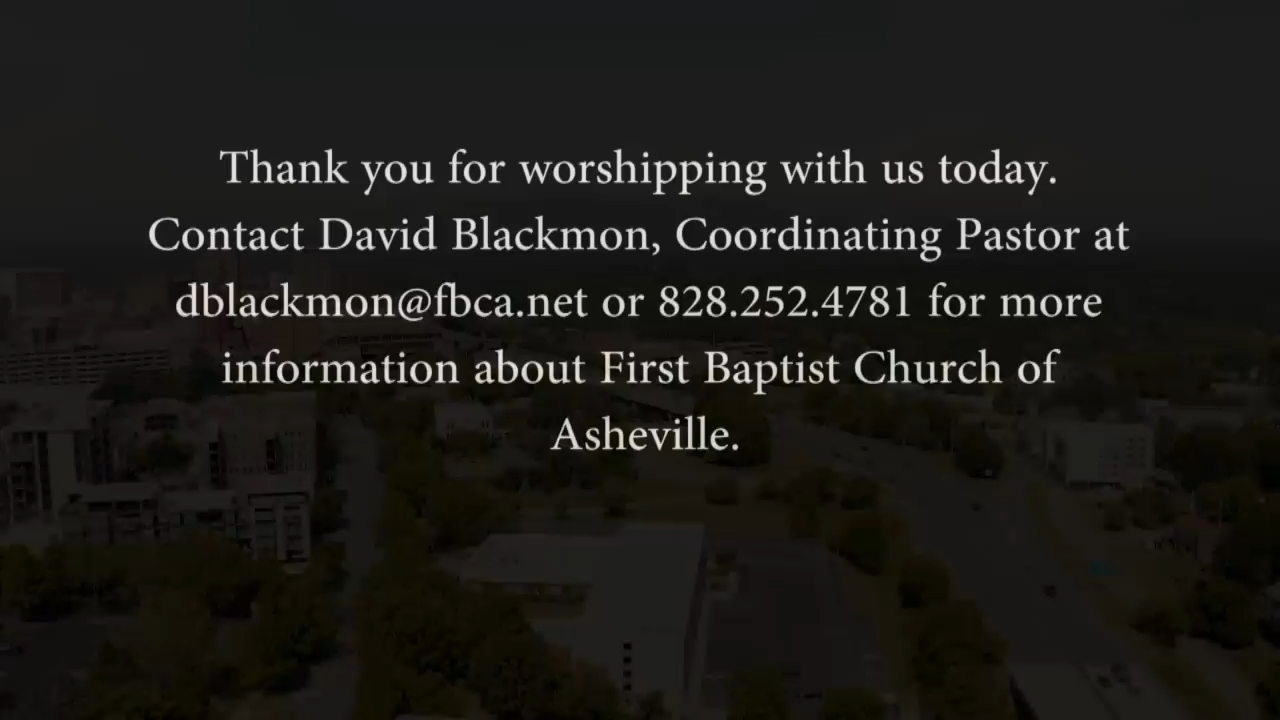 Thank you for worshipping with us today.
Contact David Blackmon, Coordinating Pastor at
dblackmon@fbca.net or 828.252.4781 for more
information about First Baptist Church of
Asheville.